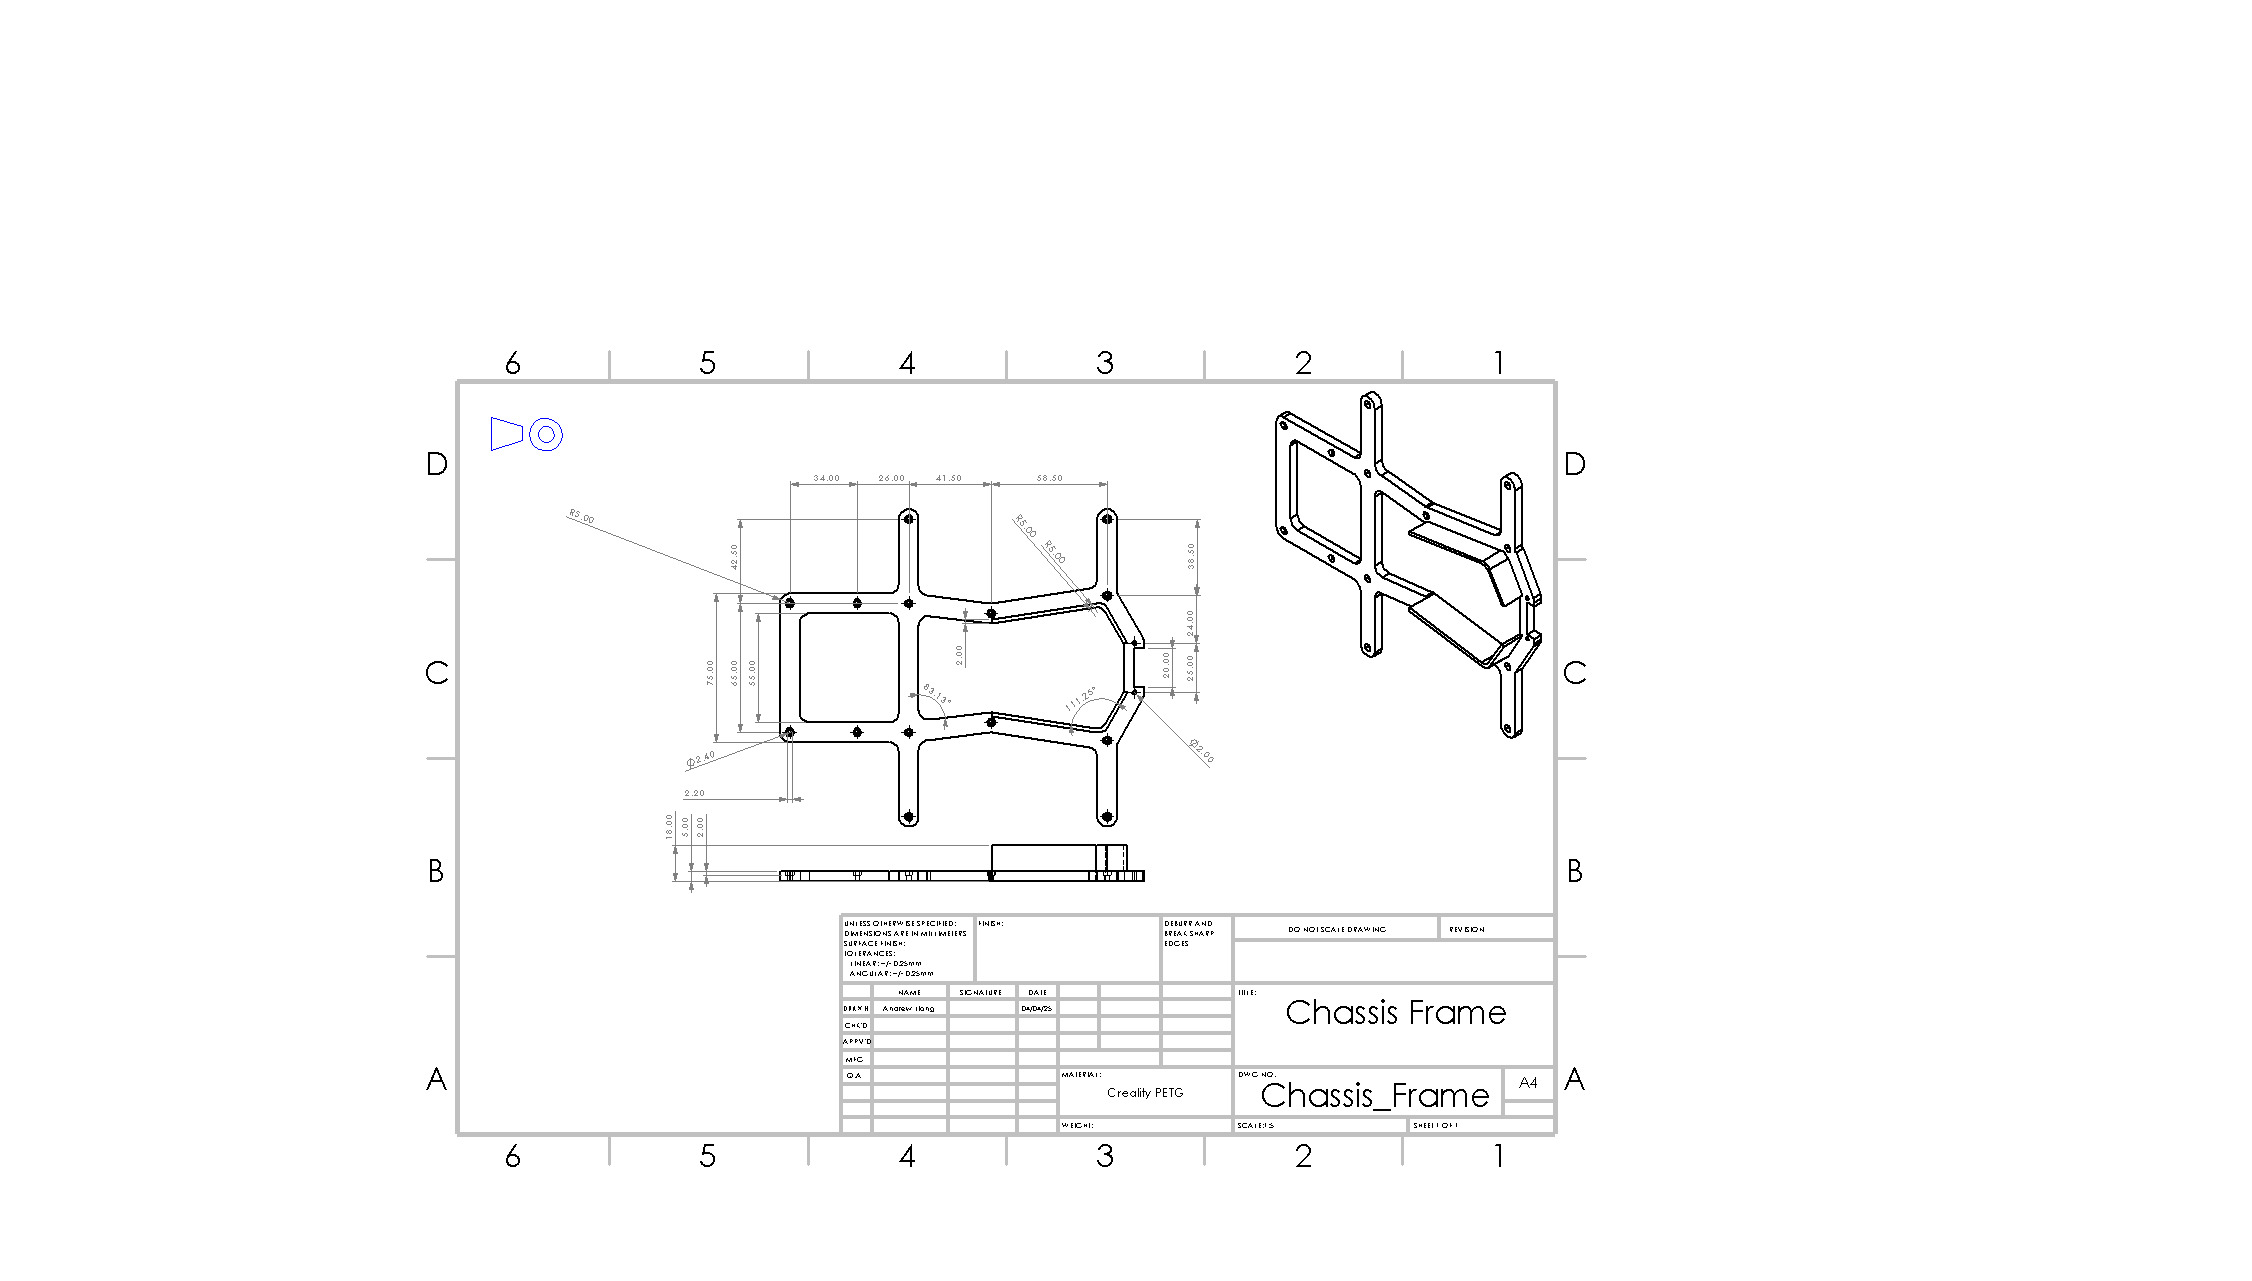 6 5 4 3 2 1
D D
34.00 26.00 41.50 58.50
R5.00
R5.00
R5.00
42.50
38.50
24.00
C C
75.00
65.00
55.00
2.00
20.00
25.00
83.13°
111.25°
Ø2.40
Ø2.00
2.20
18.00
5.00
2.00
B B
UNLESS OTHERWISE SPECIFIED:
DIMENSIONS ARE IN MILLIMETERS
SURFACE FINISH:
TOLERANCES:
LINEAR: +/- 0.25mm
ANGULAR: +/- 0.25mm
FINISH:
DEBURR AND
BREAK SHARP
EDGES
DO NOT SCALE DRAWING
REVISION
NAME SIGNATURE DATE
DRAWN Andrew 04/04/25
CHK'D
APPV'D
MFG
Q.A
TITLE:
Chassis Frame
A A
MATERIAL:
Creality PETG
DWG NO.
Chassis_Frame
A4
WEIGHT:
SCALE:1:5
SHEET 1 OF 1
6 5 4 3 2 1